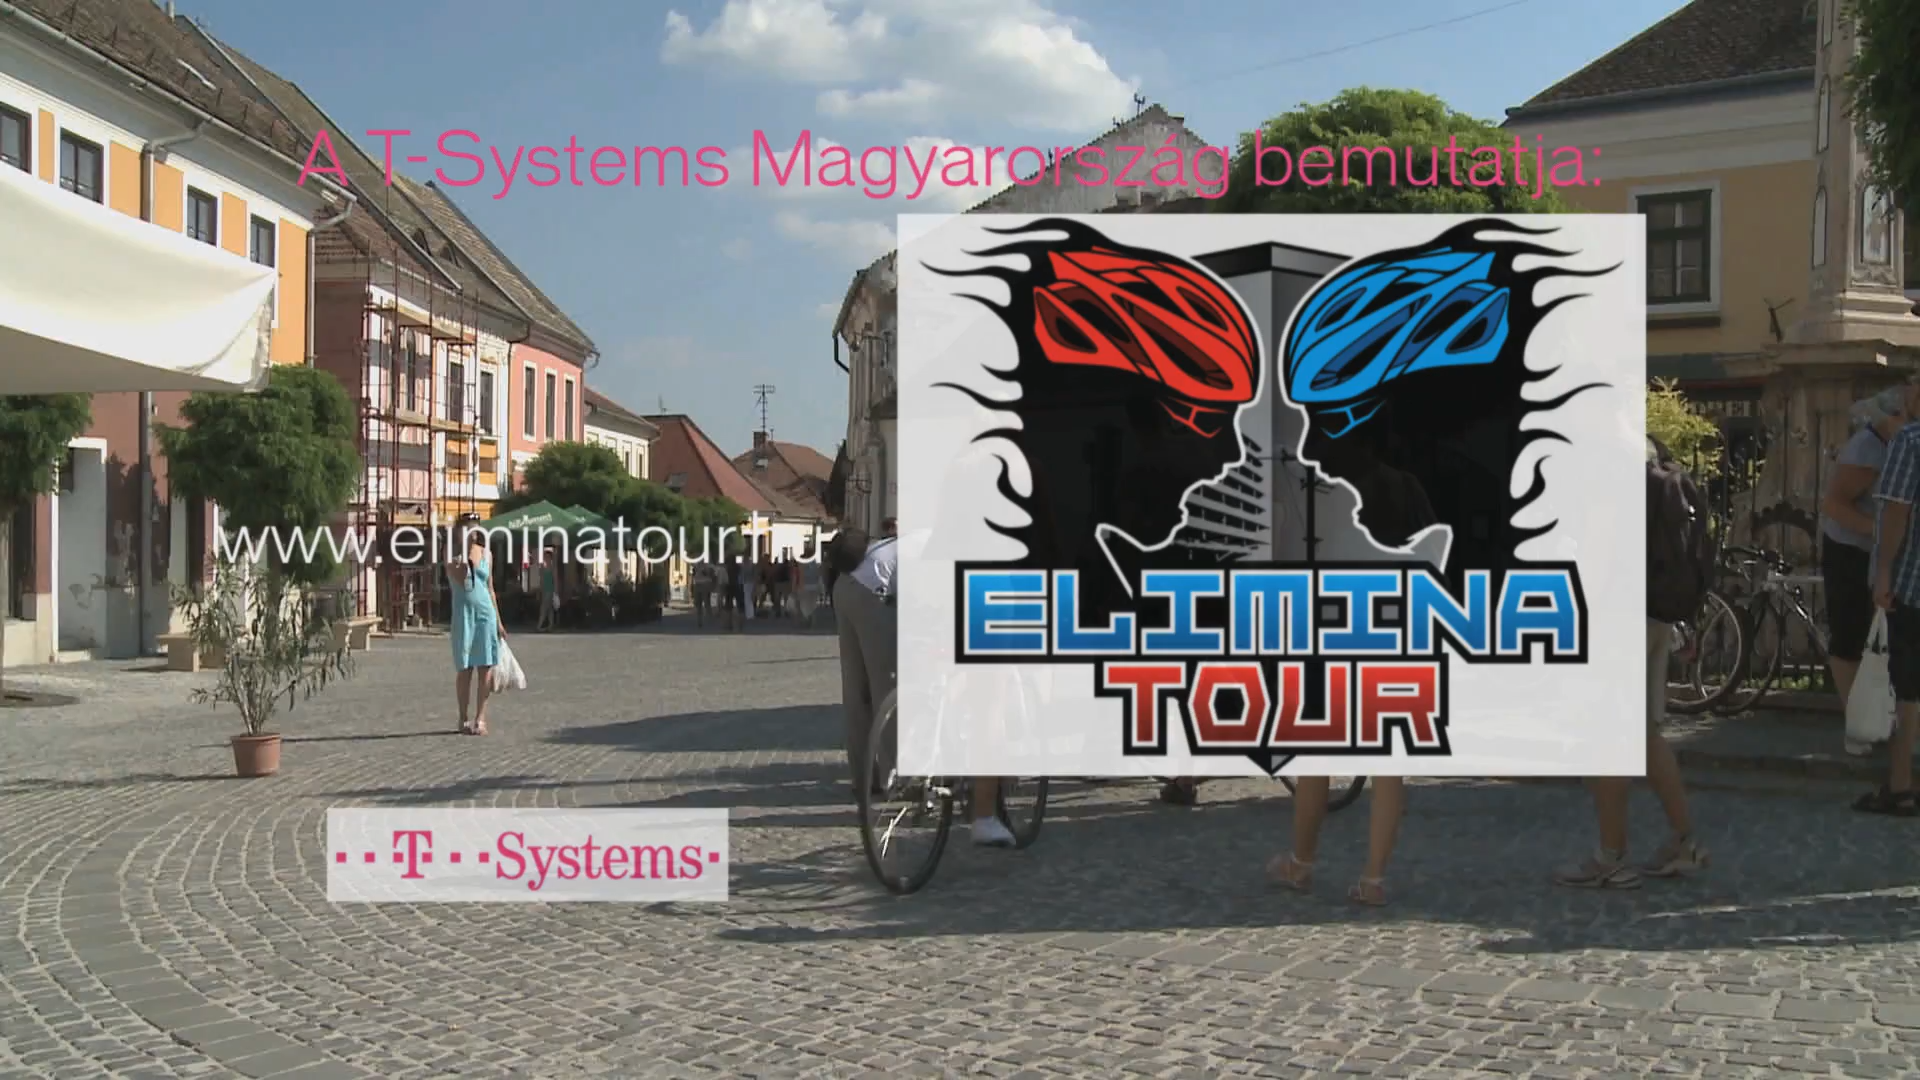 A T-Systems Magyarország bemutatja:
www.eliminatour.hu
ELIMINA
TOUR
T Systems